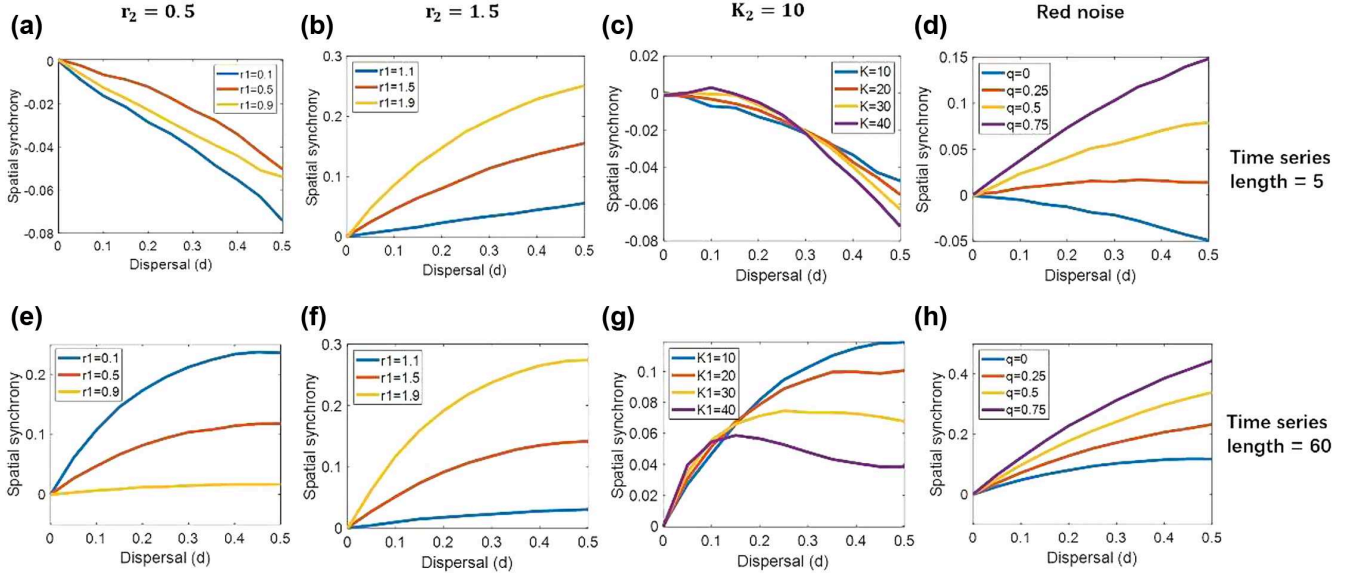 r₂ = 0.5
r₂ = 1.5
K₂ = 10
Red noise
(a)
(b)
(c)
(d)
0
-0.02
-0.04
-0.06
-0.08
Spatial synchrony
r1=0.1
r1=0.5
r1=0.9
0 0.1 0.2 0.3 0.4 0.5
Dispersal (d)
0.3
0.2
0.1
0
Spatial synchrony
r1=1.1
r1=1.5
r1=1.9
0 0.1 0.2 0.3 0.4 0.5
Dispersal (d)
0.02
0
-0.02
-0.04
-0.06
-0.08
Spatial synchrony
K=10
K=20
K=30
K=40
0 0.1 0.2 0.3 0.4 0.5
Dispersal (d)
0.15
0.1
0.05
0
-0.05
Spatial synchrony
q=0
q=0.25
q=0.5
q=0.75
0 0.1 0.2 0.3 0.4 0.5
Dispersal (d)
Time series
length = 5
(e)
(f)
(g)
(h)
0.2
0.1
0
Spatial synchrony
r1=0.1
r1=0.5
r1=0.9
0 0.1 0.2 0.3 0.4 0.5
Dispersal (d)
0.3
0.2
0.1
0
Spatial synchrony
r1=1.1
r1=1.5
r1=1.9
0 0.1 0.2 0.3 0.4 0.5
Dispersal (d)
0.1
0.08
0.06
0.04
0.02
0
Spatial synchrony
K1=10
K1=20
K1=30
K1=40
0 0.1 0.2 0.3 0.4 0.5
Dispersal (d)
0.4
0.2
0
Spatial synchrony
q=0
q=0.25
q=0.5
q=0.75
0 0.1 0.2 0.3 0.4 0.5
Dispersal (d)
Time series
length = 60